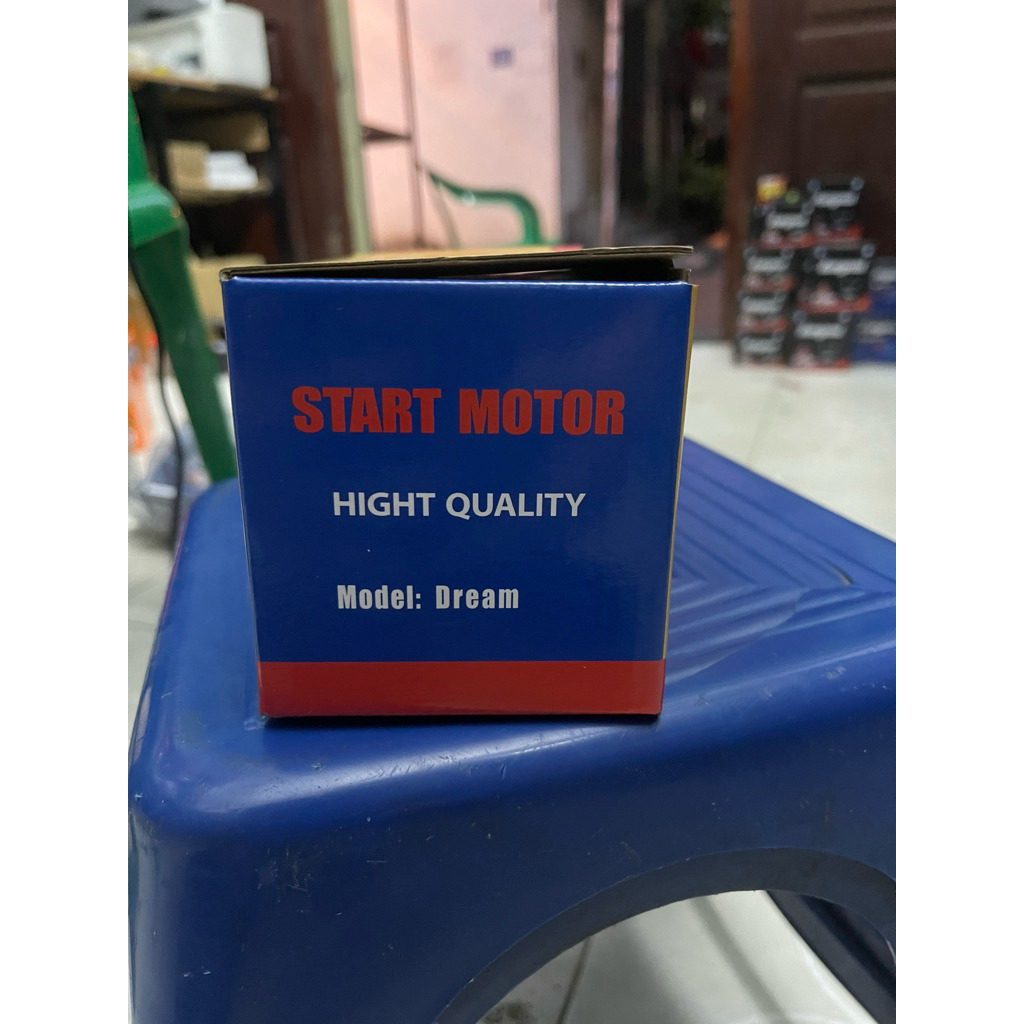 START MOTOR
HIGHT QUALITY
Model: Dream